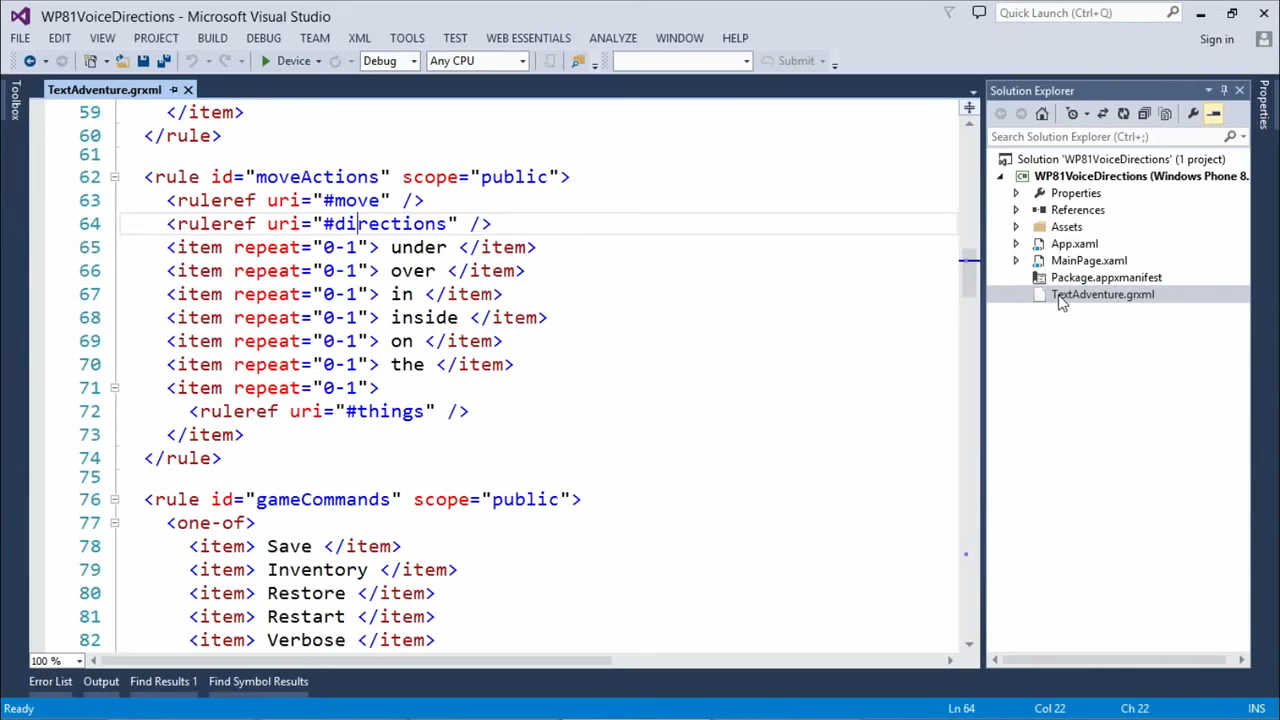 WP81VoiceDirections - Microsoft Visual Studio
Quick Launch (Ctrl+Q)
FILE EDIT VIEW PROJECT BUILD DEBUG TEAM XML TOOLS TEST WEB ESSENTIALS ANALYZE WINDOW HELP
Sign in
Device Debug Any CPU Submit
Toolbox
TextAdventure.grxml
59 </item>
60 </rule>
61
62 <rule id="moveActions" scope="public">
63 <ruleref uri="#move" />
64 <ruleref uri="#directions" />
65 <item repeat="0-1"> under </item>
66 <item repeat="0-1"> over </item>
67 <item repeat="0-1"> in </item>
68 <item repeat="0-1"> inside </item>
69 <item repeat="0-1"> on </item>
70 <item repeat="0-1"> the </item>
71 <item repeat="0-1">
72 <ruleref uri="#things" />
73 </item>
74 </rule>
75
76 <rule id="gameCommands" scope="public">
77 <one-of>
78 <item> Save </item>
79 <item> Inventory </item>
80 <item> Restore </item>
81 <item> Restart </item>
82 <item> Verbose </item>
100 %
Solution Explorer
Search Solution Explorer (Ctrl+;)
Solution 'WP81VoiceDirections' (1 project)
WP81VoiceDirections (Windows Phone 8.
Properties
References
Assets
App.xaml
MainPage.xaml
Package.appxmanifest
TextAdventure.grxml
Properties
Error List Output Find Results 1 Find Symbol Results
Ready Ln 64 Col 22 Ch 22 INS